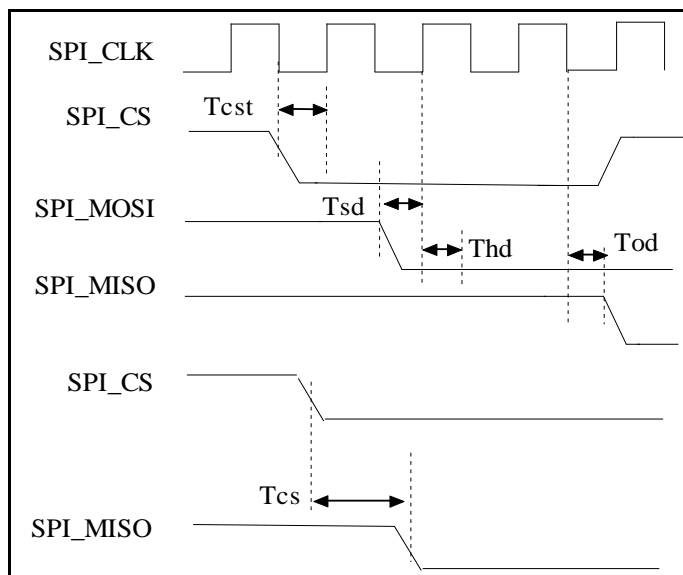 SPI_CLK
Tcst
SPI_CS
SPI_MOSI
Tsd
Thd
Tod
SPI_MISO
SPI_CS
Tcs
SPI_MISO